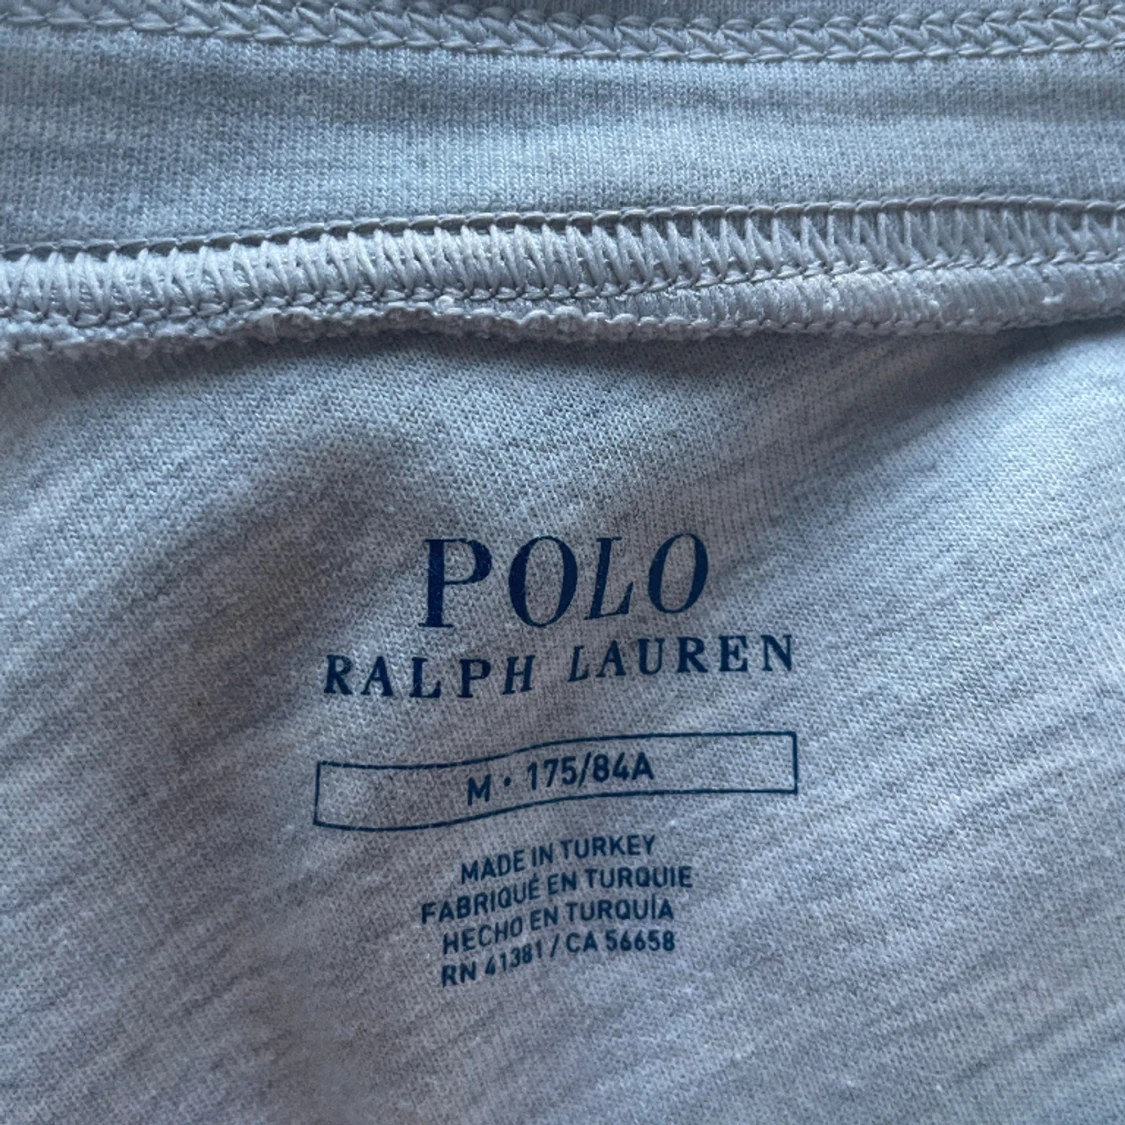 POLO
RALPH LAUREN
M • 175/84A
MADE IN TURKEY
FABRIQUÉ EN TURQUIE
HECHO EN TURQUÍA
RN 41381 / CA 56658